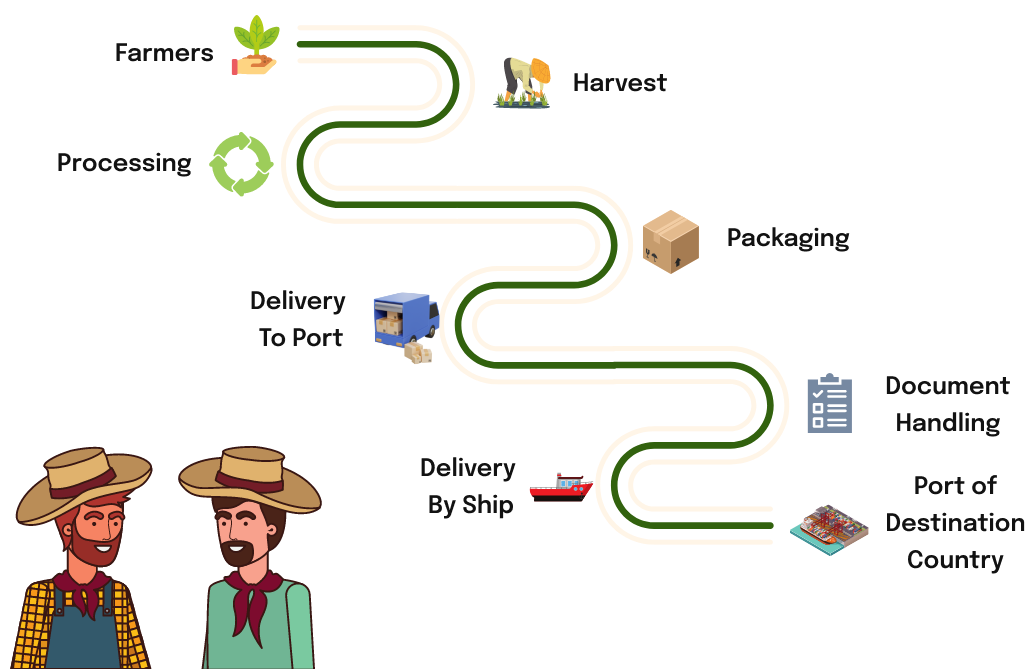 Farmers
Harvest
Processing
Packaging
Delivery
To Port
Document
Handling
Delivery
By Ship
Port of
Destination
Country